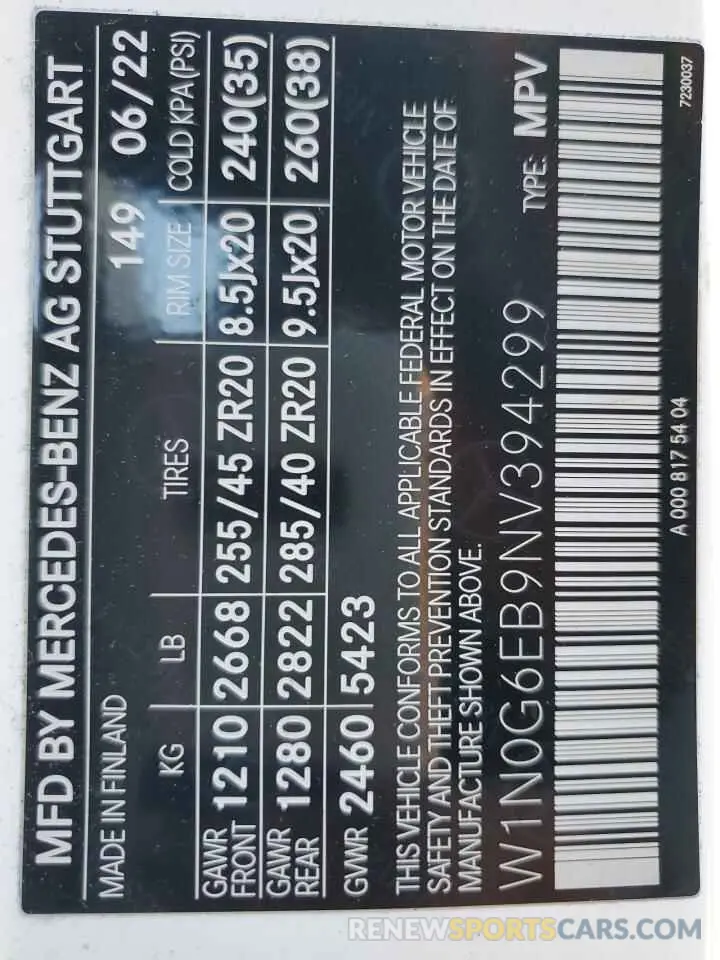 MFD BY MERCEDES-BENZ AG STUTTGART
MADE IN FINLAND 149 06/22
KG LB TIRES RIM SIZE COLD KPA(PSI)
GAWR FRONT 1210 2668 255/45 ZR20 8.5Jx20 240(35)
GAWR REAR 1280 2822 285/40 ZR20 9.5Jx20 260(38)
GVWR 2460 5423
THIS VEHICLE CONFORMS TO ALL APPLICABLE FEDERAL MOTOR VEHICLE
SAFETY AND THEFT PREVENTION STANDARDS IN EFFECT ON THE DATE OF
MANUFACTURE SHOWN ABOVE.
W1N0G6EB9NV394299 TYPE: MPV
A 000 817 54 04 7230037
RENEWSPORTSCARS.COM